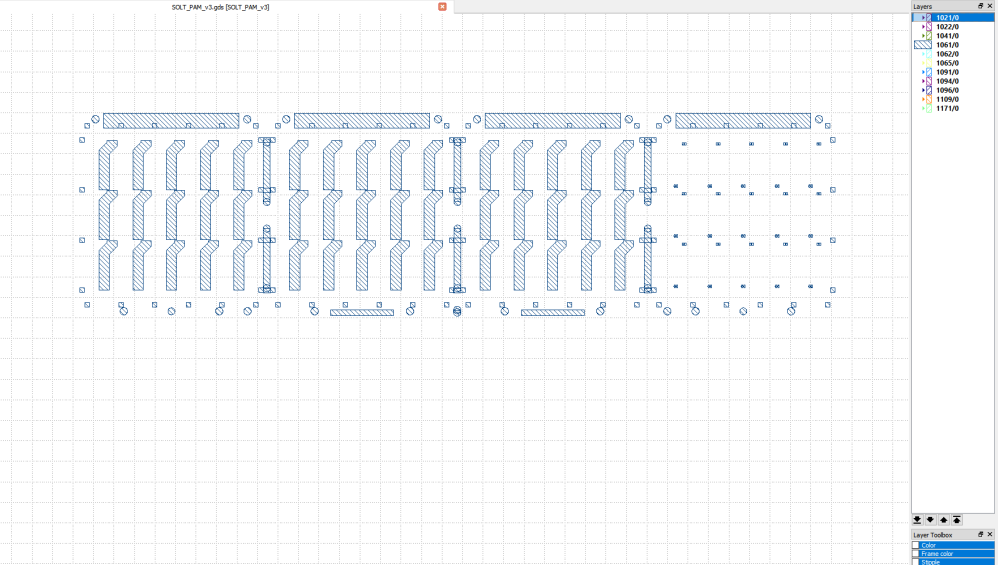 SOLT_PAM_v3.gds [SOLT_PAM_v3]
Layers
1021/0
1022/0
1041/0
1061/0
1062/0
1065/0
1091/0
1094/0
1096/0
1109/0
1171/0
Layer Toolbox
Color
Frame color
Stipple